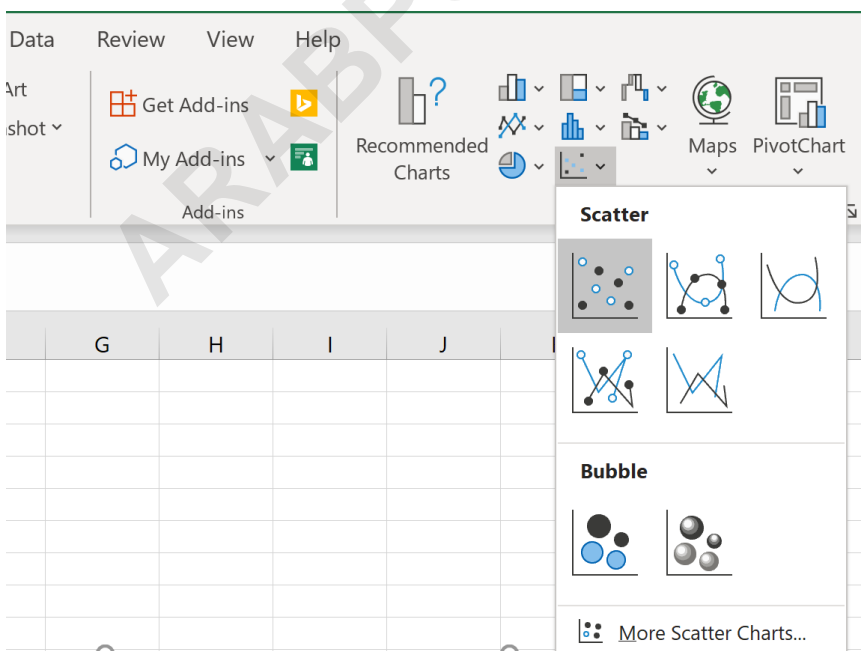 Data Review View Help
Art
shot
Get Add-ins
My Add-ins
Add-ins
Recommended
Charts
Maps
PivotChart
Scatter
G H I J
Bubble
More Scatter Charts...
ARABP